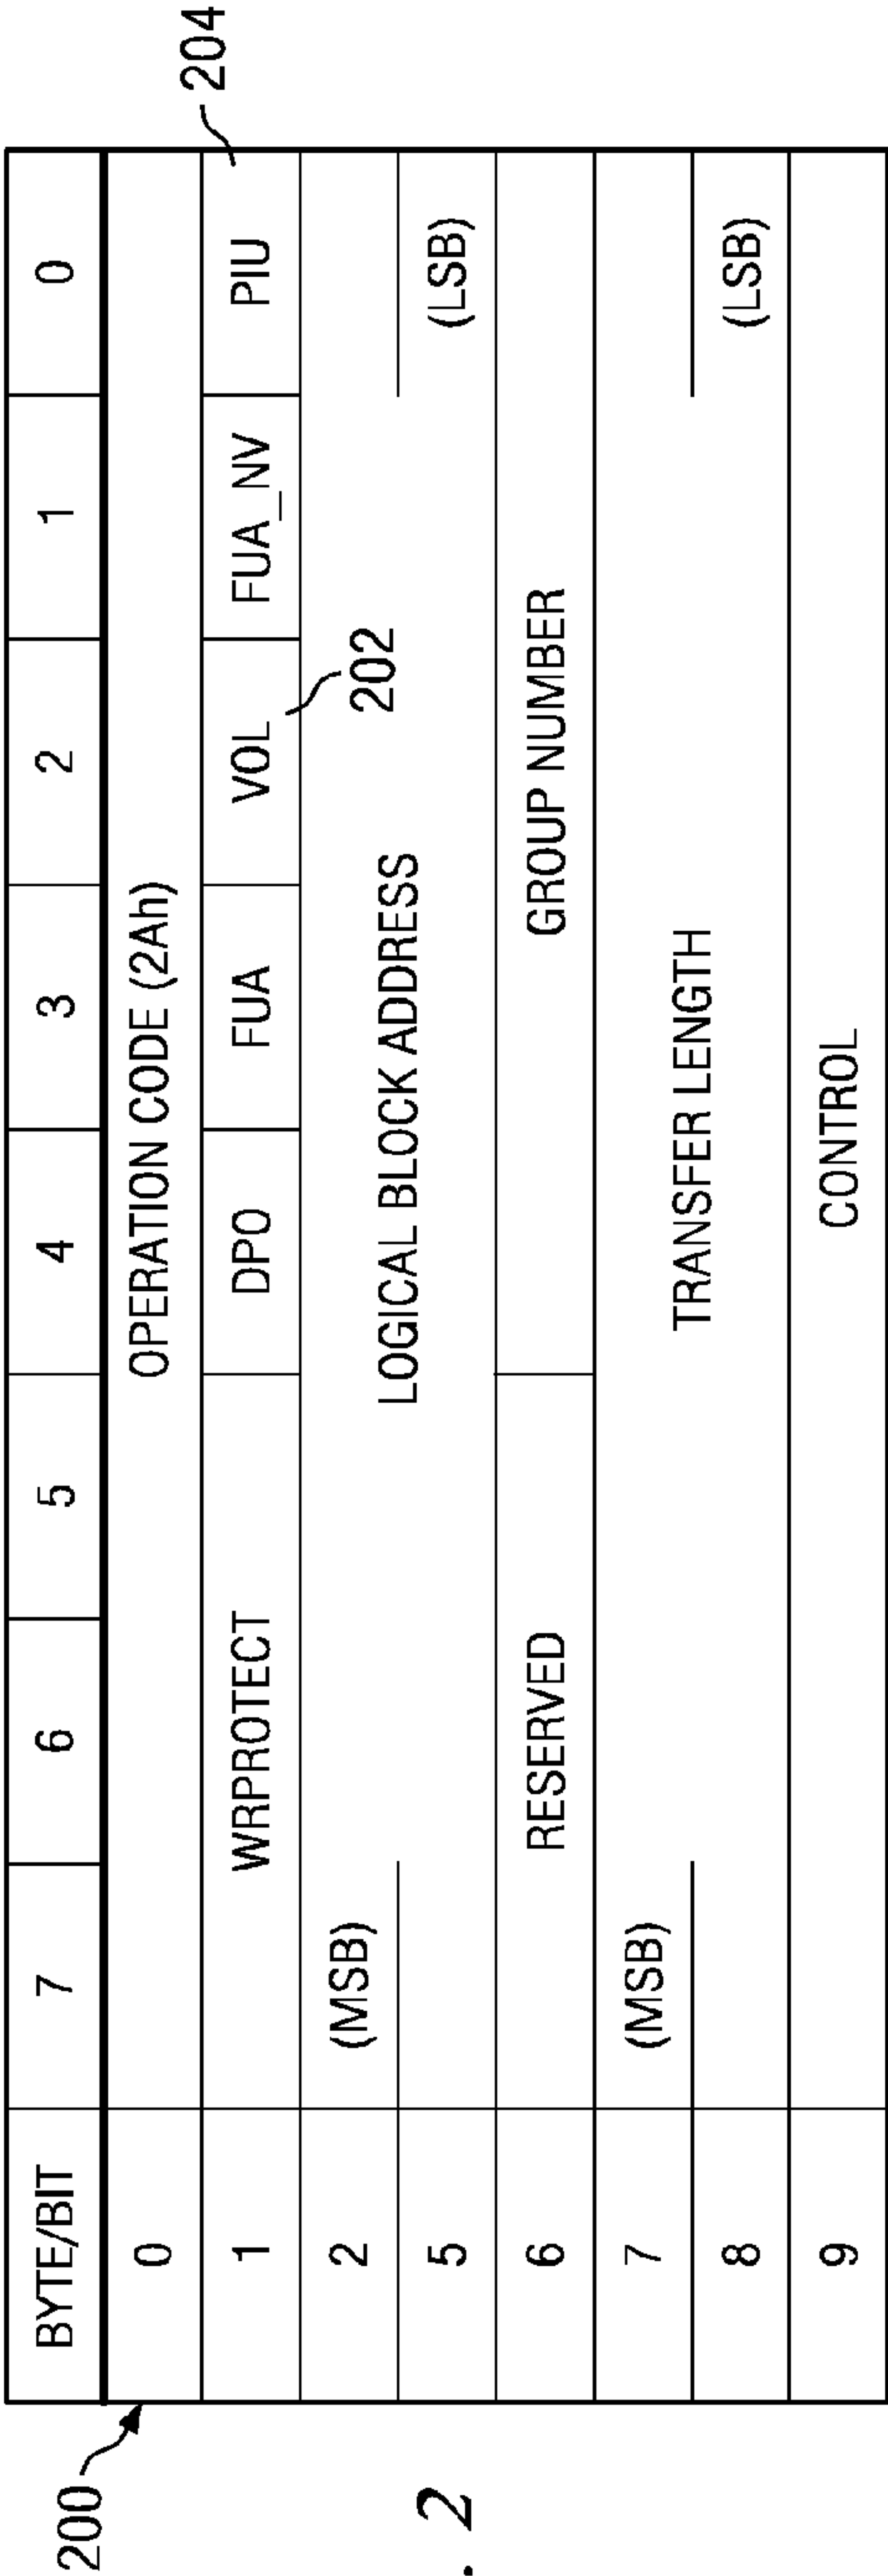 200
BYTE/BIT 7 6 5 4 3 2 1 0
0 OPERATION CODE (2Ah)
1 WRPROTECT DPO FUA VOL FUA_NV PIU
204
202
2 (MSB)
LOGICAL BLOCK ADDRESS
5 (LSB)
6 RESERVED GROUP NUMBER
7 (MSB)
TRANSFER LENGTH
8 (LSB)
9 CONTROL
. 2